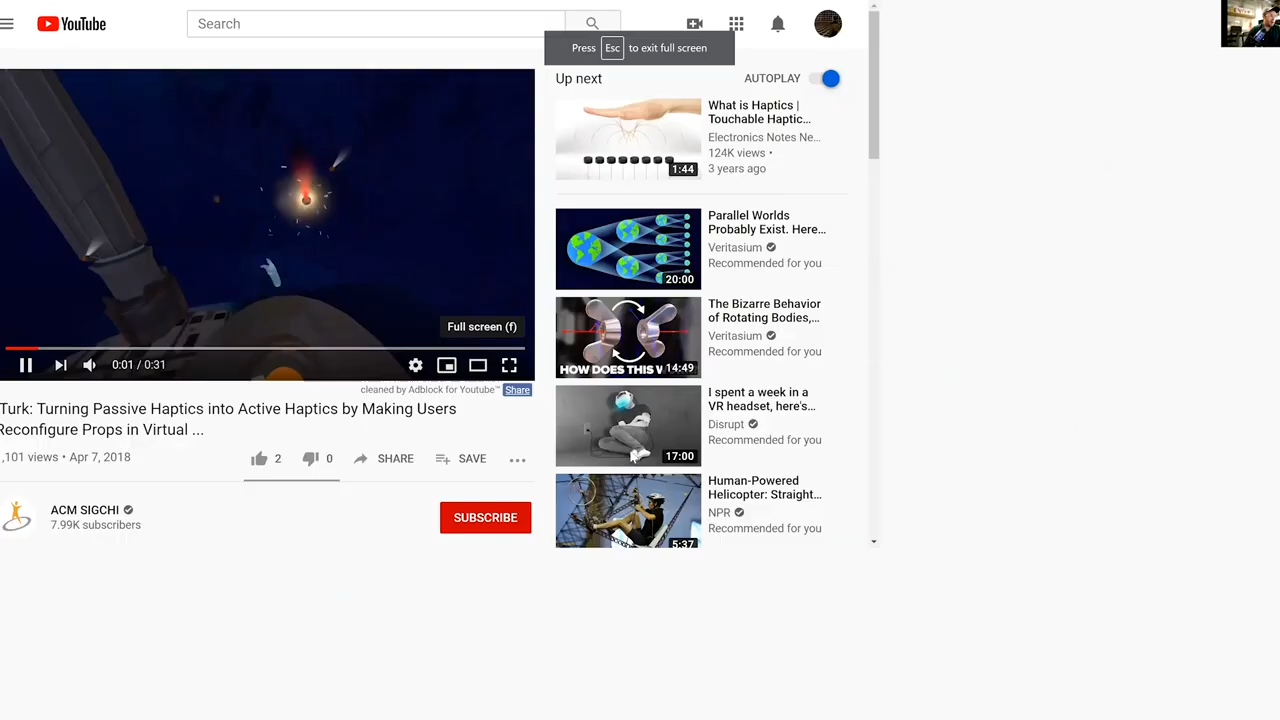 YouTube
Search
Press Esc to exit full screen
Up next
AUTOPLAY
What is Haptics |
Touchable Haptic...
Electronics Notes Ne...
124K views •
3 years ago
1:44
Parallel Worlds
Probably Exist. Here...
Veritasium
Recommended for you
20:00
The Bizarre Behavior
of Rotating Bodies,...
Veritasium
Recommended for you
HOW DOES THIS W
14:49
I spent a week in a
VR headset, here's...
Disrupt
Recommended for you
17:00
Human-Powered
Helicopter: Straight...
NPR
Recommended for you
5:37
Full screen (f)
0:01 / 0:31
cleaned by Adblock for Youtube™ Share
Turk: Turning Passive Haptics into Active Haptics by Making Users
Reconfigure Props in Virtual ...
,101 views • Apr 7, 2018
2
0
SHARE
SAVE
ACM SIGCHI
7.99K subscribers
SUBSCRIBE